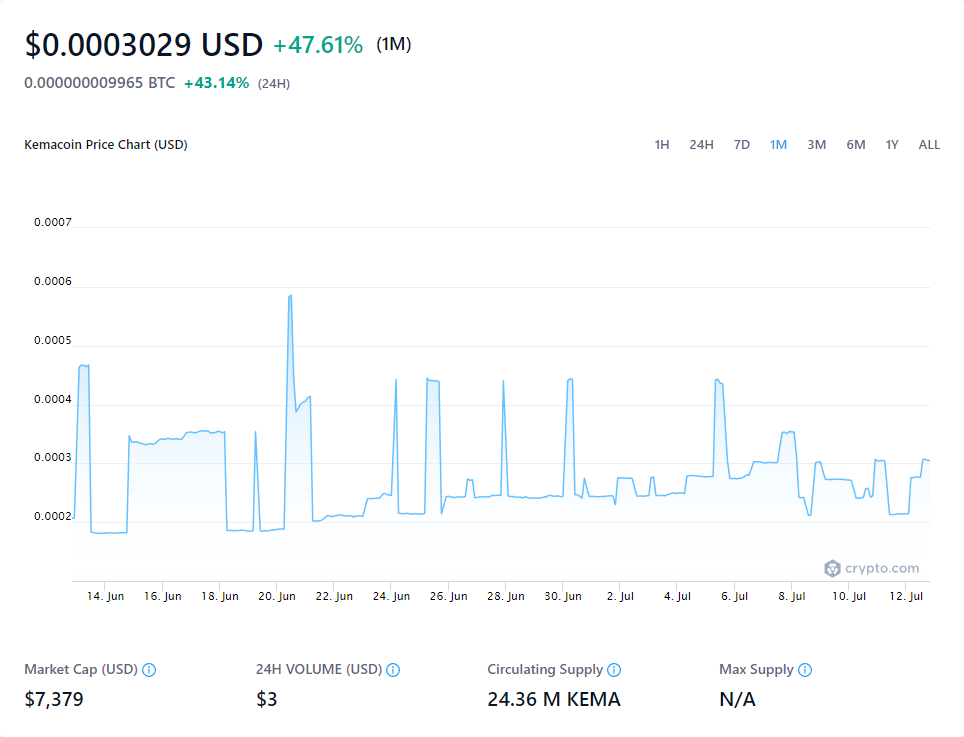 $0.0003029 USD +47.61% (1M)
0.000000009965 BTC +43.14% (24H)
Kemacoin Price Chart (USD) 1H 24H 7D 1M 3M 6M 1Y ALL
0.0007
0.0006
0.0005
0.0004
0.0003
0.0002
crypto.com
14. Jun 16. Jun 18. Jun 20. Jun 22. Jun 24. Jun 26. Jun 28. Jun 30. Jun 2. Jul 4. Jul 6. Jul 8. Jul 10. Jul 12. Jul
Market Cap (USD) 24H VOLUME (USD) Circulating Supply Max Supply
$7,379 $3 24.36 M KEMA N/A